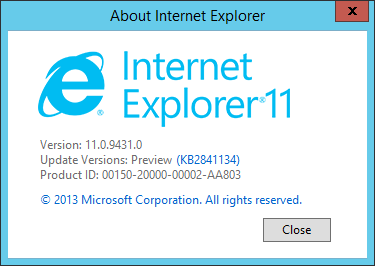 About Internet Explorer
x
Internet
Explorer®11
Version: 11.0.9431.0
Update Versions: Preview (KB2841134)
Product ID: 00150-20000-00002-AA803
© 2013 Microsoft Corporation. All rights reserved.
Close